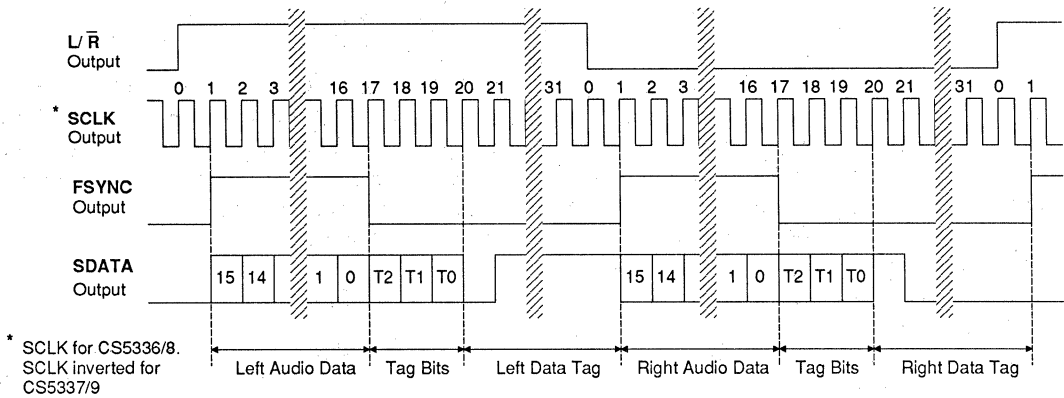 L/R̅
Output
0 1 2 3 16 17 18 19 20 21 31 0 1 2 3 16 17 18 19 20 21 31 0 1
* SCLK
Output
FSYNC
Output
SDATA
Output
15 14 1 0 T2 T1 T0 15 14 1 0 T2 T1 T0
Left Audio Data Tag Bits Left Data Tag Right Audio Data Tag Bits Right Data Tag
* SCLK for CS5336/8.
SCLK inverted for
CS5337/9